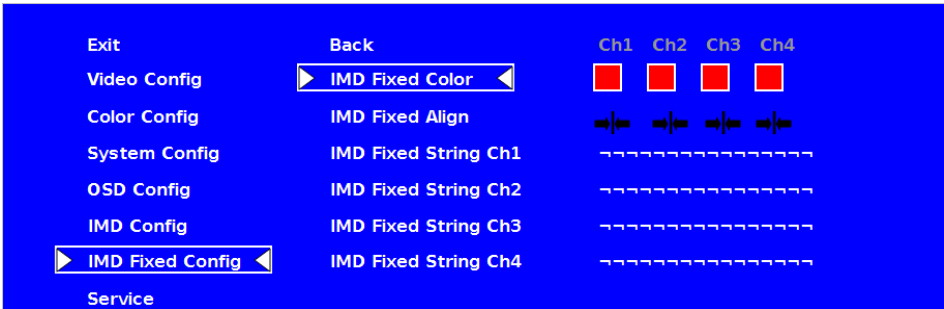 Exit Back Ch1 Ch2 Ch3 Ch4
Video Config IMD Fixed Color
Color Config IMD Fixed Align
System Config IMD Fixed String Ch1 ¬¬¬¬¬¬¬¬¬¬¬¬¬¬¬¬
OSD Config IMD Fixed String Ch2 ¬¬¬¬¬¬¬¬¬¬¬¬¬¬¬¬
IMD Config IMD Fixed String Ch3 ¬¬¬¬¬¬¬¬¬¬¬¬¬¬¬¬
IMD Fixed Config IMD Fixed String Ch4 ¬¬¬¬¬¬¬¬¬¬¬¬¬¬¬¬
Service